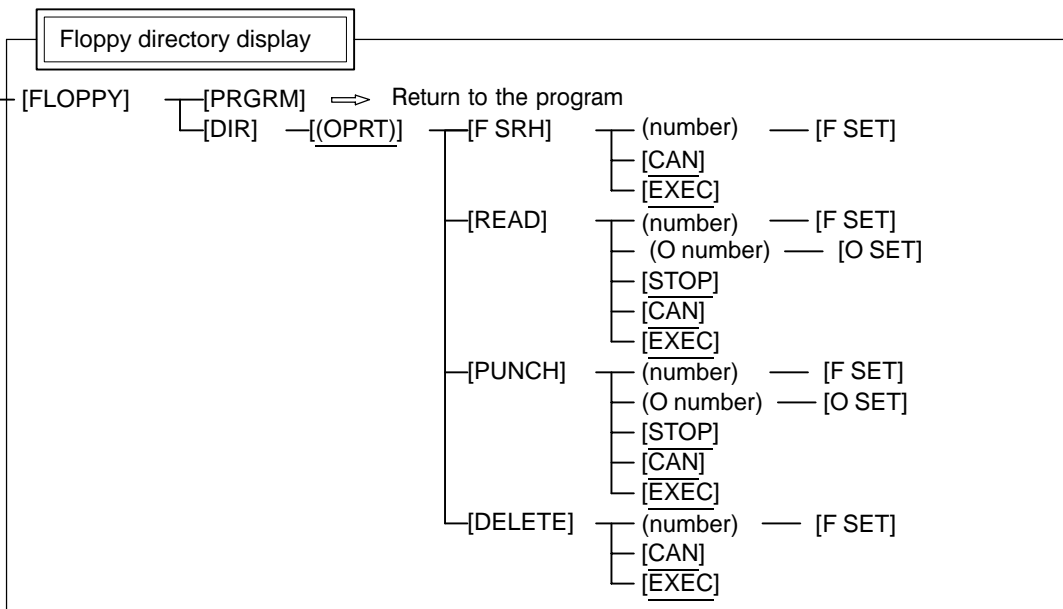 Floppy directory display
[FLOPPY] [PRGRM] ⇒ Return to the program
[DIR] [(OPRT)] [F SRH] (number) [F SET]
[CAN]
[EXEC]
[READ] (number) [F SET]
(O number) [O SET]
[STOP]
[CAN]
[EXEC]
[PUNCH] (number) [F SET]
(O number) [O SET]
[STOP]
[CAN]
[EXEC]
[DELETE] (number) [F SET]
[CAN]
[EXEC]